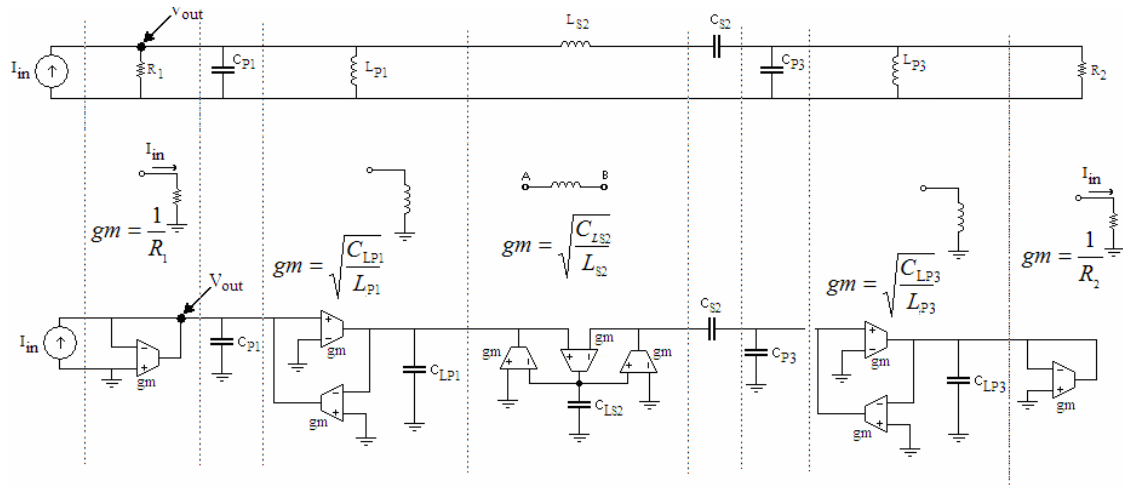 Vout
LS2
CS2
Iin
R1
CP1
LP1
CP3
LP3
R2
Iin
gm = 1/R1
gm = √(CLP1/LP1)
A B
gm = √(CLS2/LS2)
gm = √(CLP3/LP3)
Iin
gm = 1/R2
Vout
Iin
gm
CP1
gm
gm
CLP1
gm
gm
gm
CLS2
CS2
CP3
gm
gm
CLP3
gm